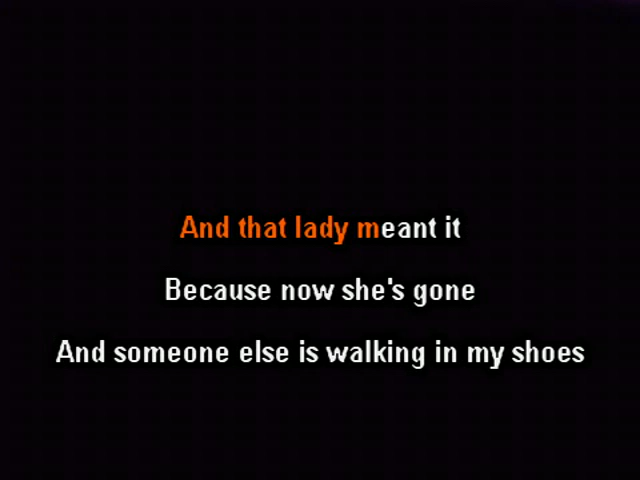 And that lady meant it
Because now she's gone
And someone else is walking in my shoes